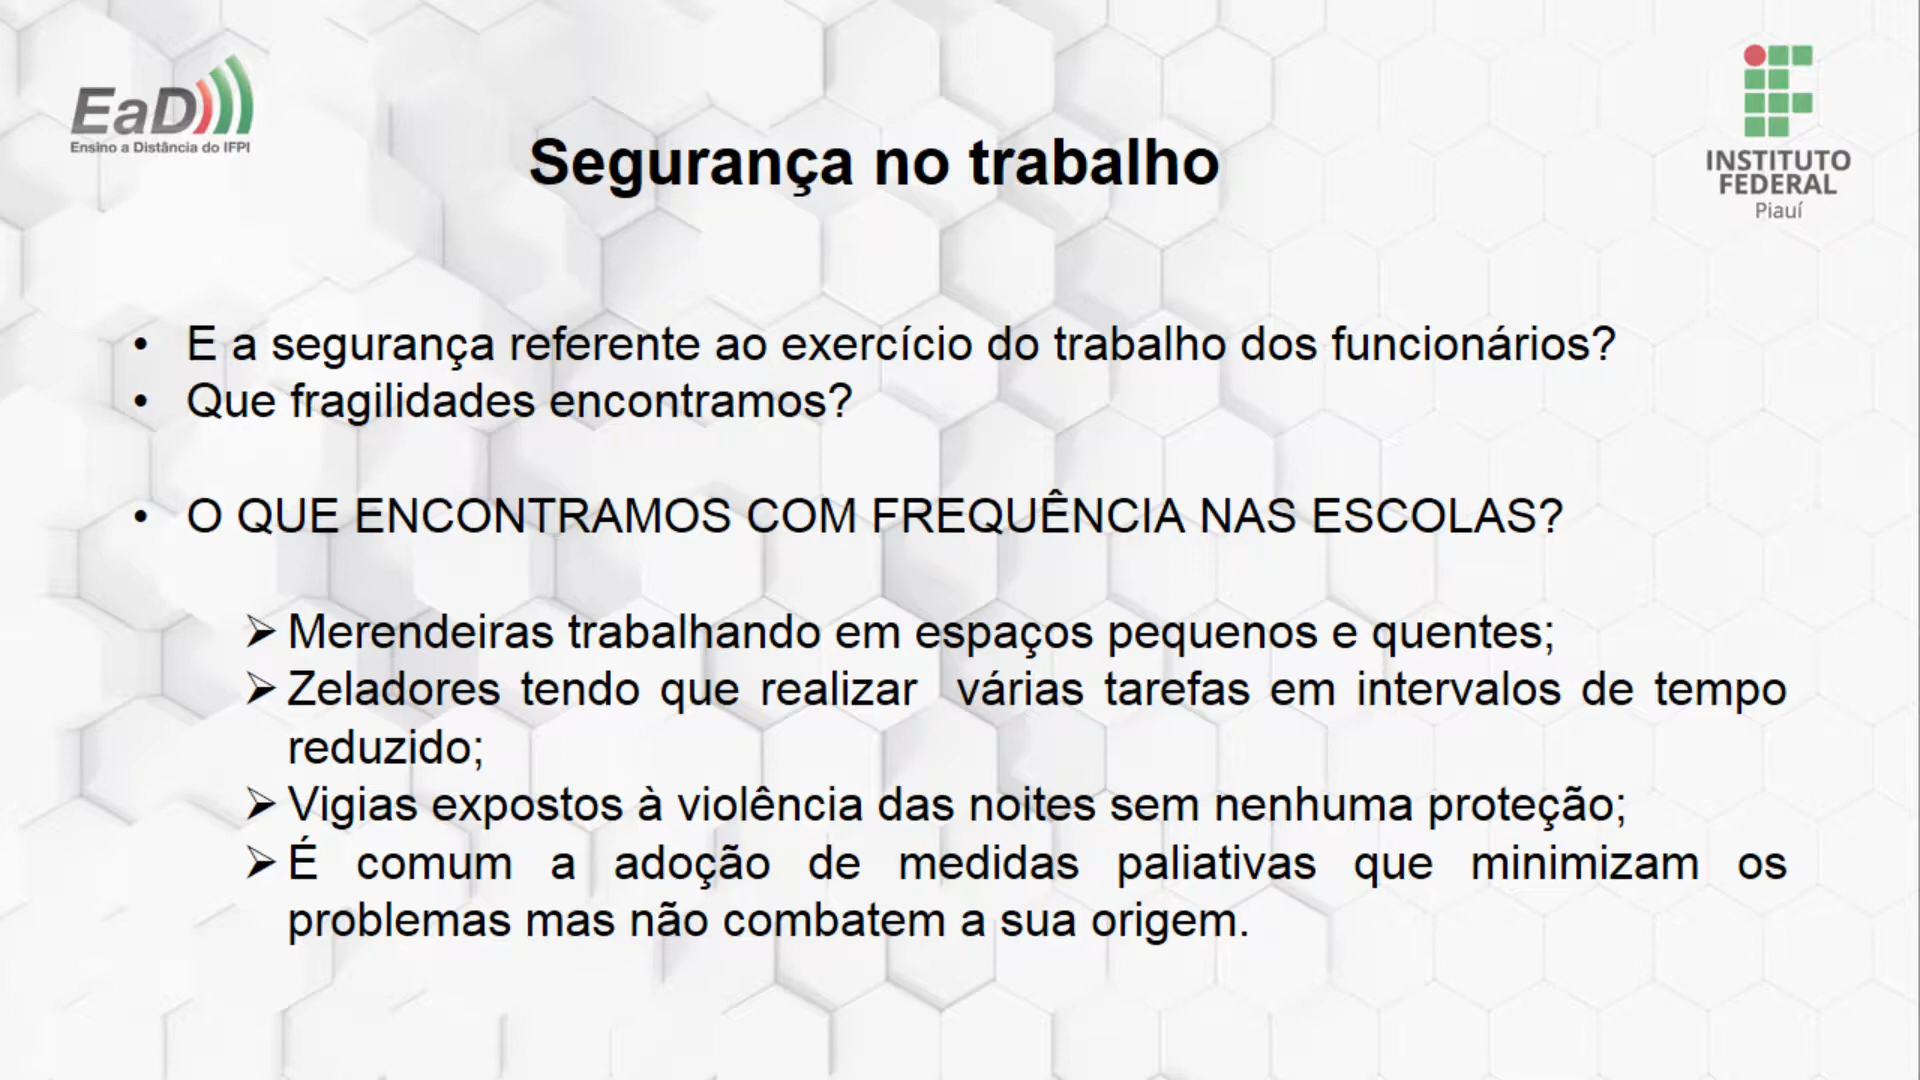 EaD
Ensino a Distância do IFPI
INSTITUTO
FEDERAL
Piauí
Segurança no trabalho
• E a segurança referente ao exercício do trabalho dos funcionários?
• Que fragilidades encontramos?
• O QUE ENCONTRAMOS COM FREQUÊNCIA NAS ESCOLAS?
➢ Merendeiras trabalhando em espaços pequenos e quentes;
➢ Zeladores tendo que realizar várias tarefas em intervalos de tempo
reduzido;
➢ Vigias expostos à violência das noites sem nenhuma proteção;
➢ É comum a adoção de medidas paliativas que minimizam os
problemas mas não combatem a sua origem.